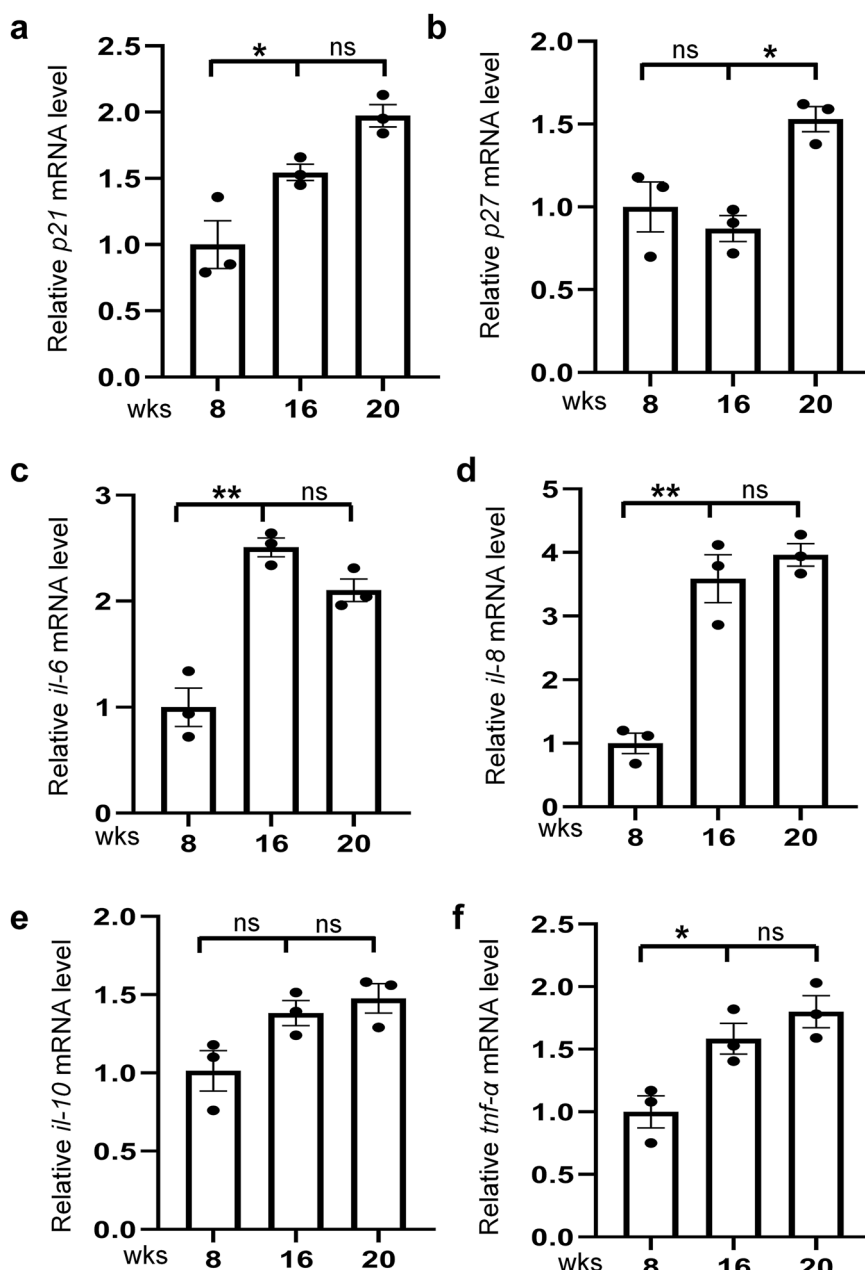 a
Relative p21 mRNA level
2.5
2.0
1.5
1.0
0.5
0.0
* ns
wks 8 16 20
b
Relative p27 mRNA level
2.0
1.5
1.0
0.5
0.0
ns *
wks 8 16 20
c
Relative il-6 mRNA level
3
2
1
0
** ns
wks 8 16 20
d
Relative il-8 mRNA level
5
4
3
2
1
0
** ns
wks 8 16 20
e
Relative il-10 mRNA level
2.0
1.5
1.0
0.5
0.0
ns ns
wks 8 16 20
f
Relative tnf-α mRNA level
2.5
2.0
1.5
1.0
0.5
0.0
* ns
wks 8 16 20